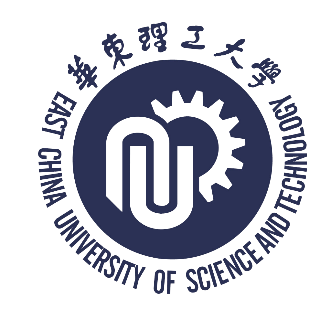 華東理工大學
EAST CHINA UNIVERSITY OF SCIENCE AND TECHNOLOGY